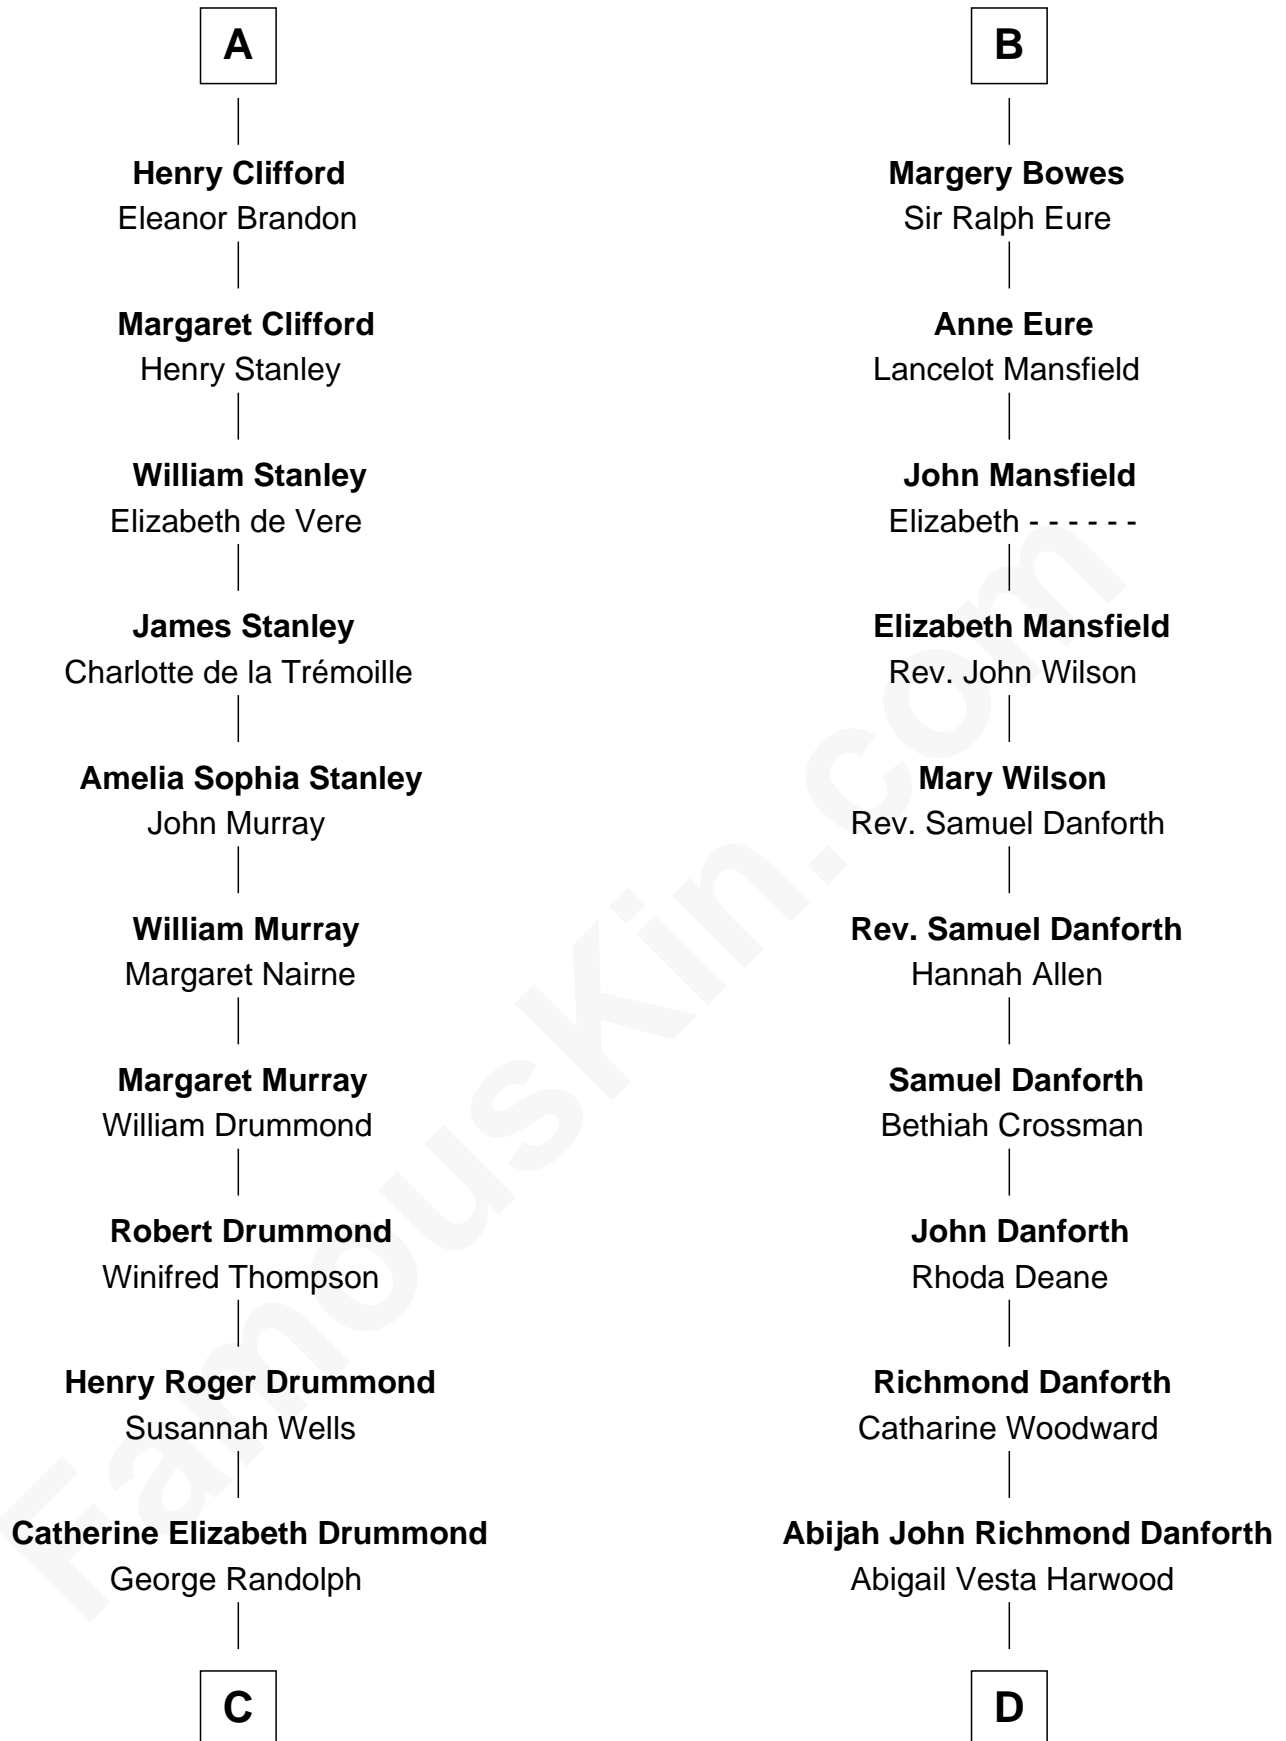 A
Henry Clifford
Eleanor Brandon
Margaret Clifford
Henry Stanley
William Stanley
Elizabeth de Vere
James Stanley
Charlotte de la Trémoille
Amelia Sophia Stanley
John Murray
William Murray
Margaret Nairne
Margaret Murray
William Drummond
Robert Drummond
Winifred Thompson
Henry Roger Drummond
Susannah Wells
Catherine Elizabeth Drummond
George Randolph
C
B
Margery Bowes
Sir Ralph Eure
Anne Eure
Lancelot Mansfield
John Mansfield
Elizabeth - - - - - -
Elizabeth Mansfield
Rev. John Wilson
Mary Wilson
Rev. Samuel Danforth
Rev. Samuel Danforth
Hannah Allen
Samuel Danforth
Bethiah Crossman
John Danforth
Rhoda Deane
Richmond Danforth
Catharine Woodward
Abijah John Richmond Danforth
Abigail Vesta Harwood
D
FamousKin.com